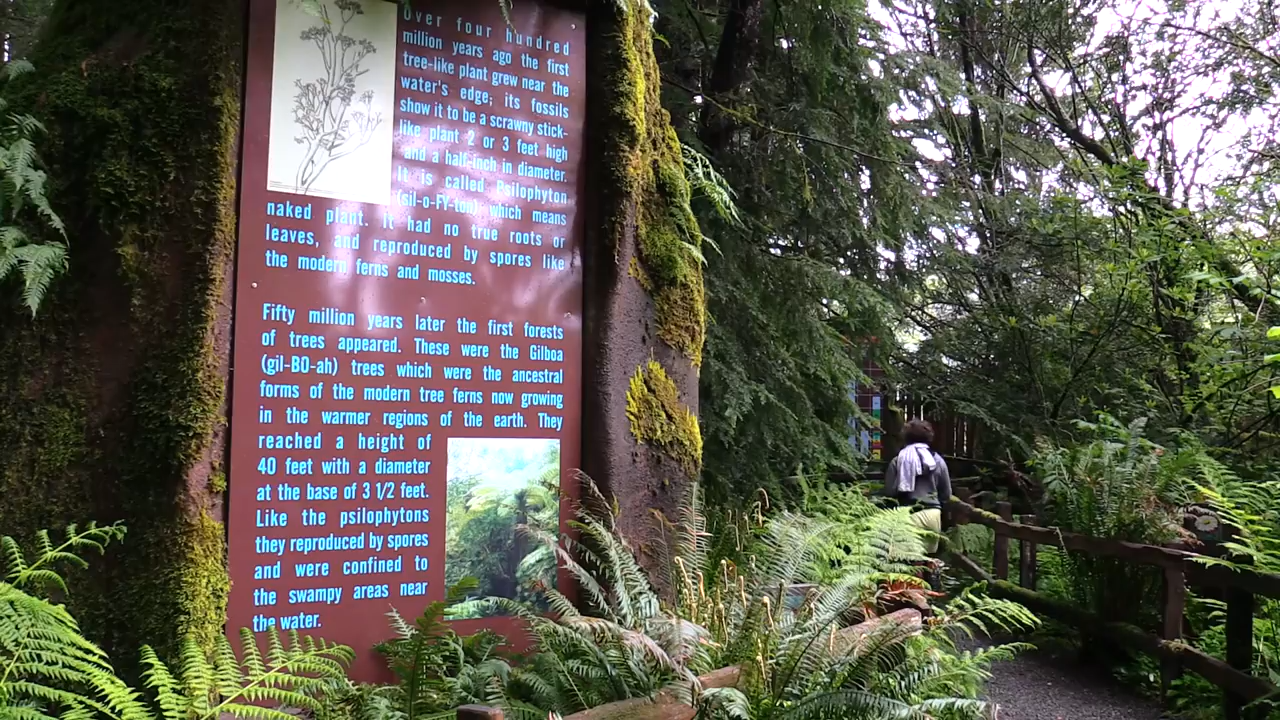 Over four hundred
million years ago the first
tree-like plant grew near the
water's edge; its fossils
show it to be a scrawny stick-
like plant 2 or 3 feet high
and a half-inch in diameter.
It is called Psilophyton
(sil-o-FY-ton) which means
naked plant. It had no true roots or
leaves, and reproduced by spores like
the modern ferns and mosses.
Fifty million years later the first forests
of trees appeared. These were the Gilboa
(gil-BO-ah) trees which were the ancestral
forms of the modern tree ferns now growing
in the warmer regions of the earth. They
reached a height of
40 feet with a diameter
at the base of 3 1/2 feet.
Like the psilophytons
they reproduced by spores
and were confined to
the swampy areas near
the water.